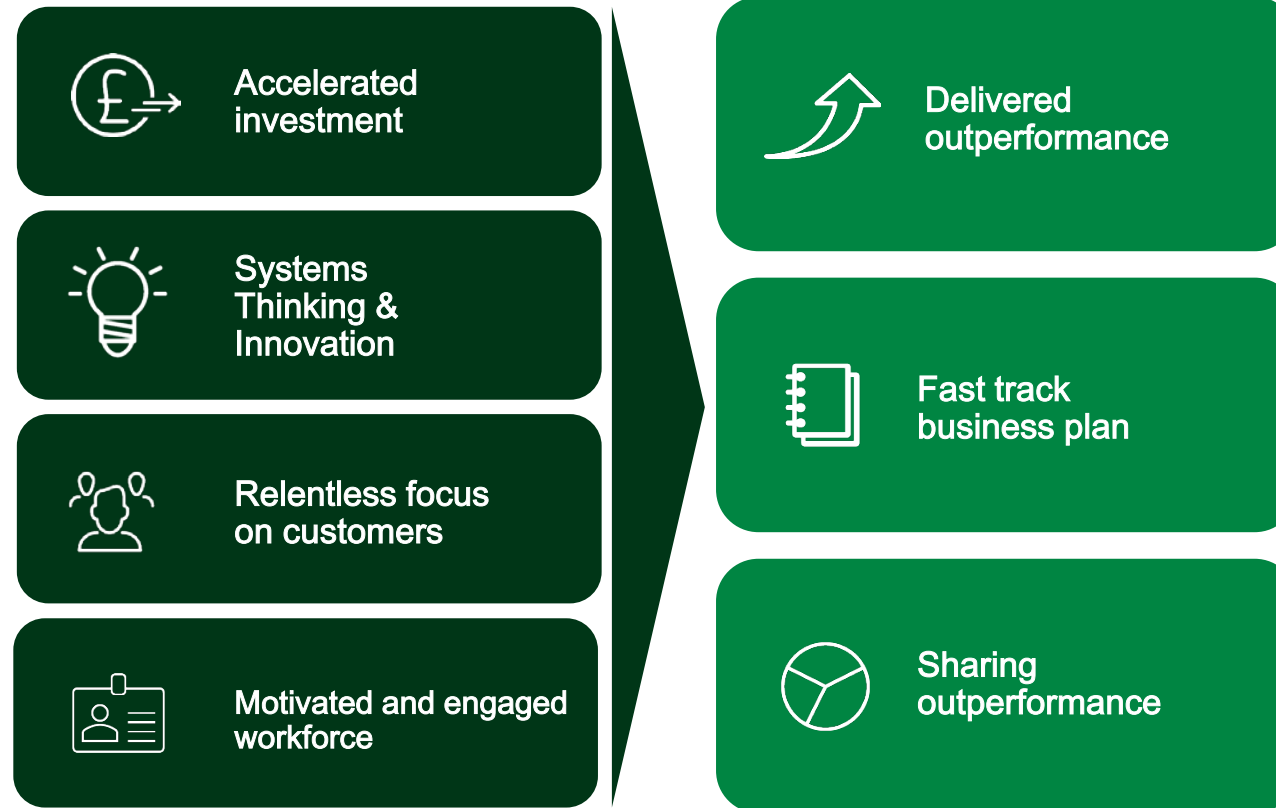 Accelerated
investment
Systems
Thinking &
Innovation
Relentless focus
on customers
Motivated and engaged
workforce
Delivered
outperformance
Fast track
business plan
Sharing
outperformance